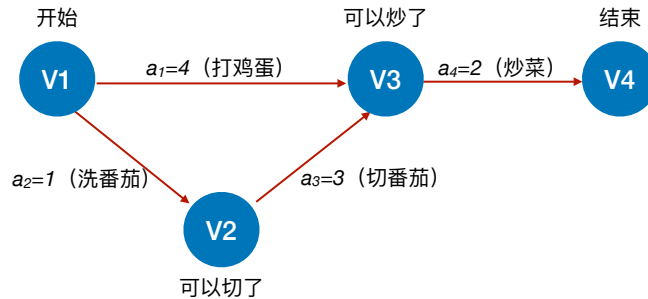 开始
可以炒了
结束
V1
a₁=4（打鸡蛋）
V3
a₄=2（炒菜）
V4
a₂=1（洗番茄）
a₃=3（切番茄）
V2
可以切了